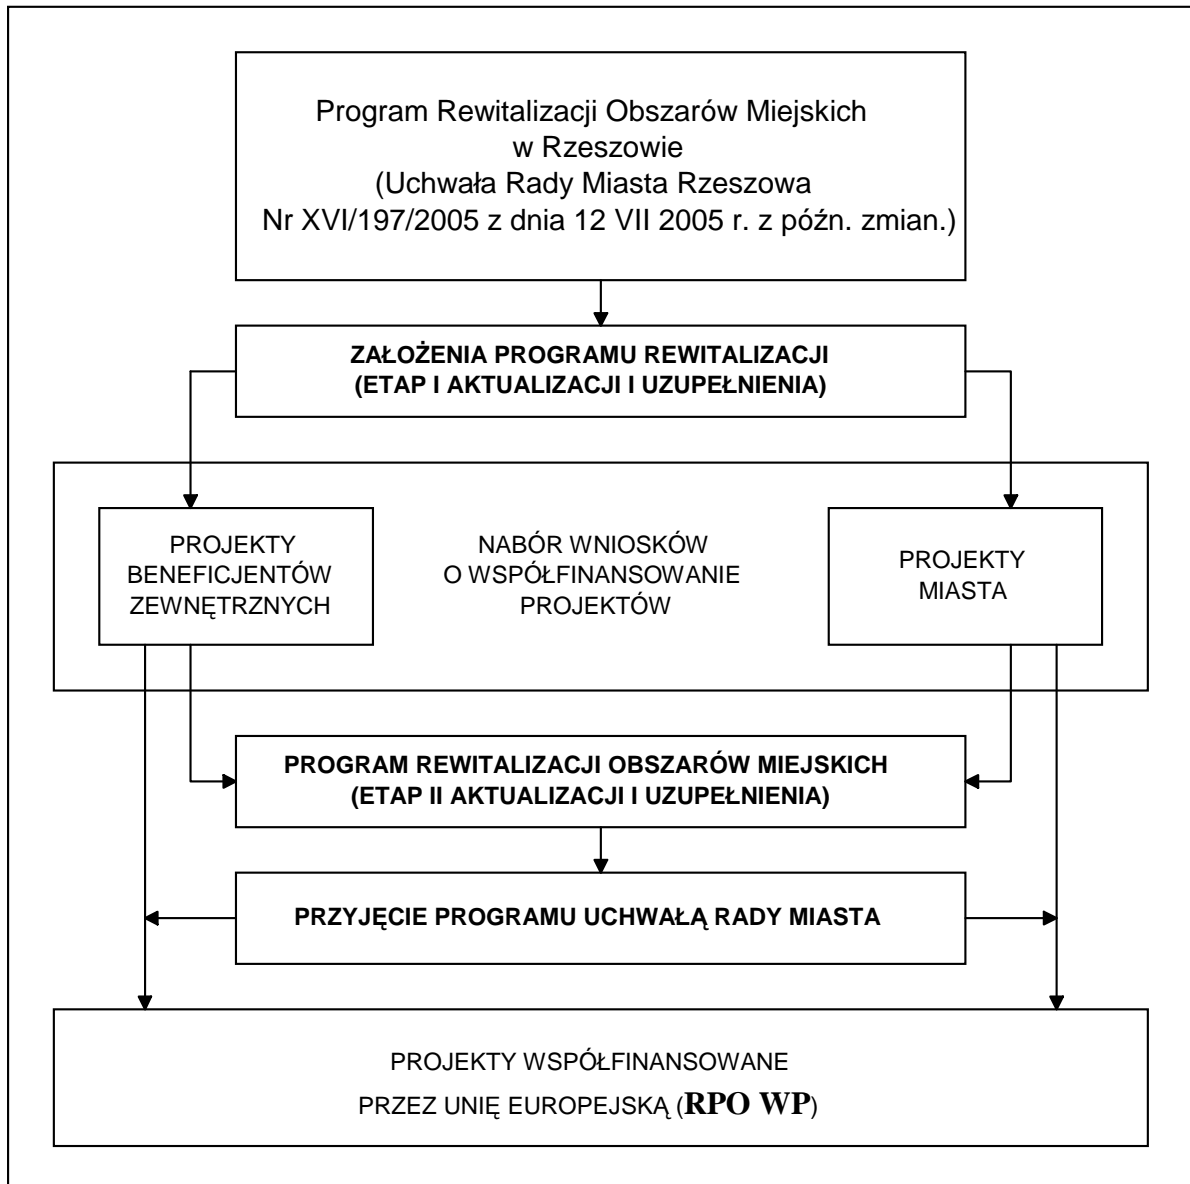 Program Rewitalizacji Obszarów Miejskich
w Rzeszowie
(Uchwała Rady Miasta Rzeszowa
Nr XVI/197/2005 z dnia 12 VII 2005 r. z późn. zmian.)
ZAŁOŻENIA PROGRAMU REWITALIZACJI
(ETAP I AKTUALIZACJI I UZUPEŁNIENIA)
PROJEKTY
BENEFICJENTÓW
ZEWNĘTRZNYCH
NABÓR WNIOSKÓW
O WSPÓŁFINANSOWANIE
PROJEKTÓW
PROJEKTY
MIASTA
PROGRAM REWITALIZACJI OBSZARÓW MIEJSKICH
(ETAP II AKTUALIZACJI I UZUPEŁNIENIA)
PRZYJĘCIE PROGRAMU UCHWAŁĄ RADY MIASTA
PROJEKTY WSPÓŁFINANSOWANE
PRZEZ UNIĘ EUROPEJSKĄ (RPO WP)